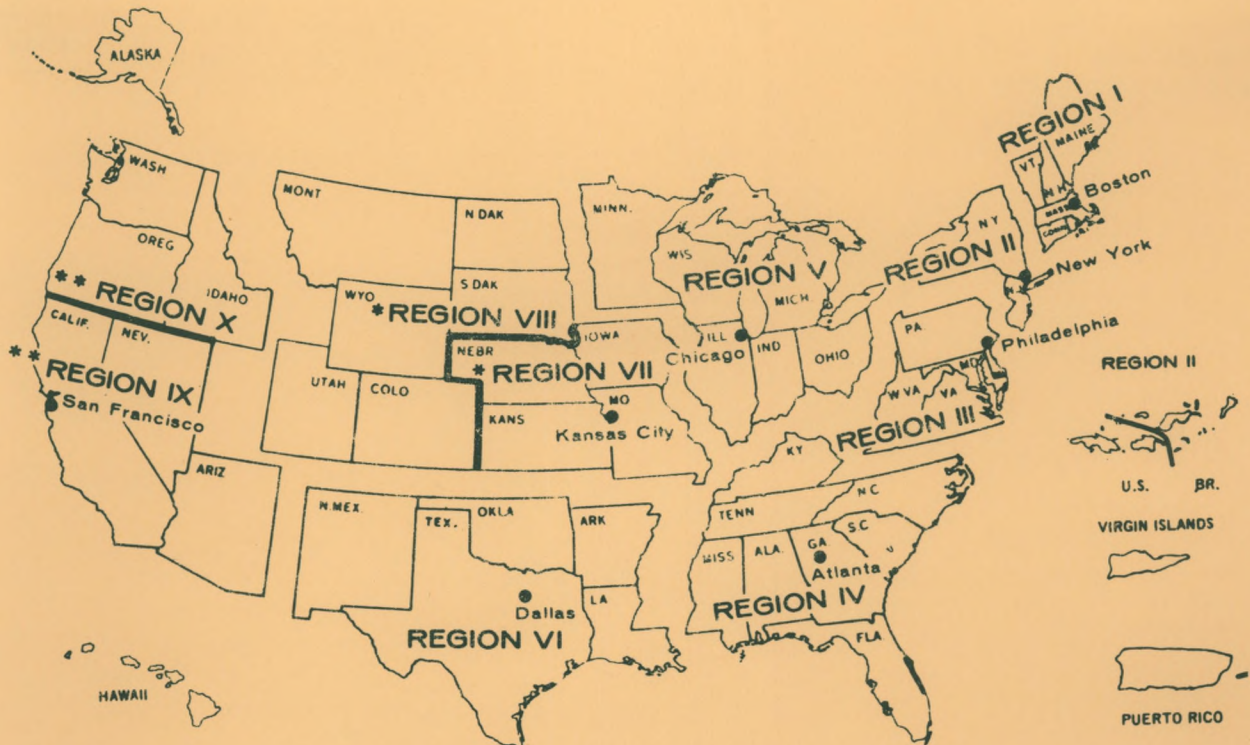 ALASKA
REGION I
MAINE
VT.
N H
Boston
MASS
CONN
WASH
MONT
N DAK
MINN.
N Y
OREG
WIS
REGION II
New York
N.J.
** REGION X
IDAHO
S DAK
REGION V
MICH.
WYO
*REGION VIII
CALIF.
NEV.
IOWA
ILL
IND
OHIO
PA.
Philadelphia
Chicago
** REGION IX
NEBR
* REGION VII
MD
REGION II
UTAH
COLO
W VA
VA
San Francisco
KANS
MO
Kansas City
REGION III
ARIZ
KY
U.S. BR.
N.MEX.
OKLA
TEX.
ARK
TENN
N C
S.C
VIRGIN ISLANDS
MISS
ALA.
GA
Atlanta
Dallas
LA
REGION IV
REGION VI
FLA
HAWAII
PUERTO RICO